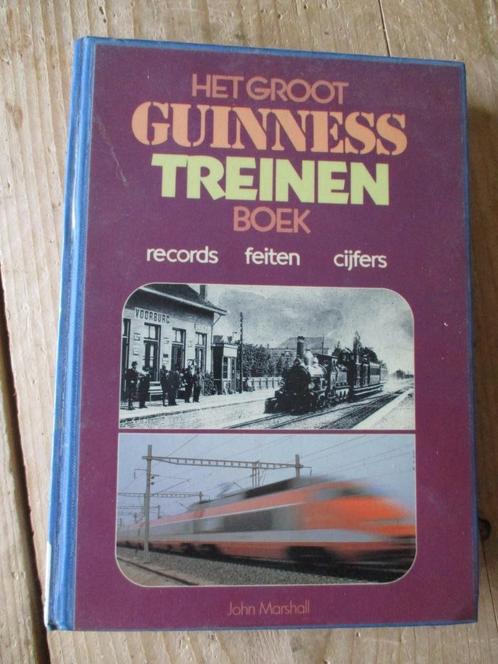 HET GROOT
GUINNESS
TREINEN
BOEK
records feiten cijfers
VOORBURG
John Marshall